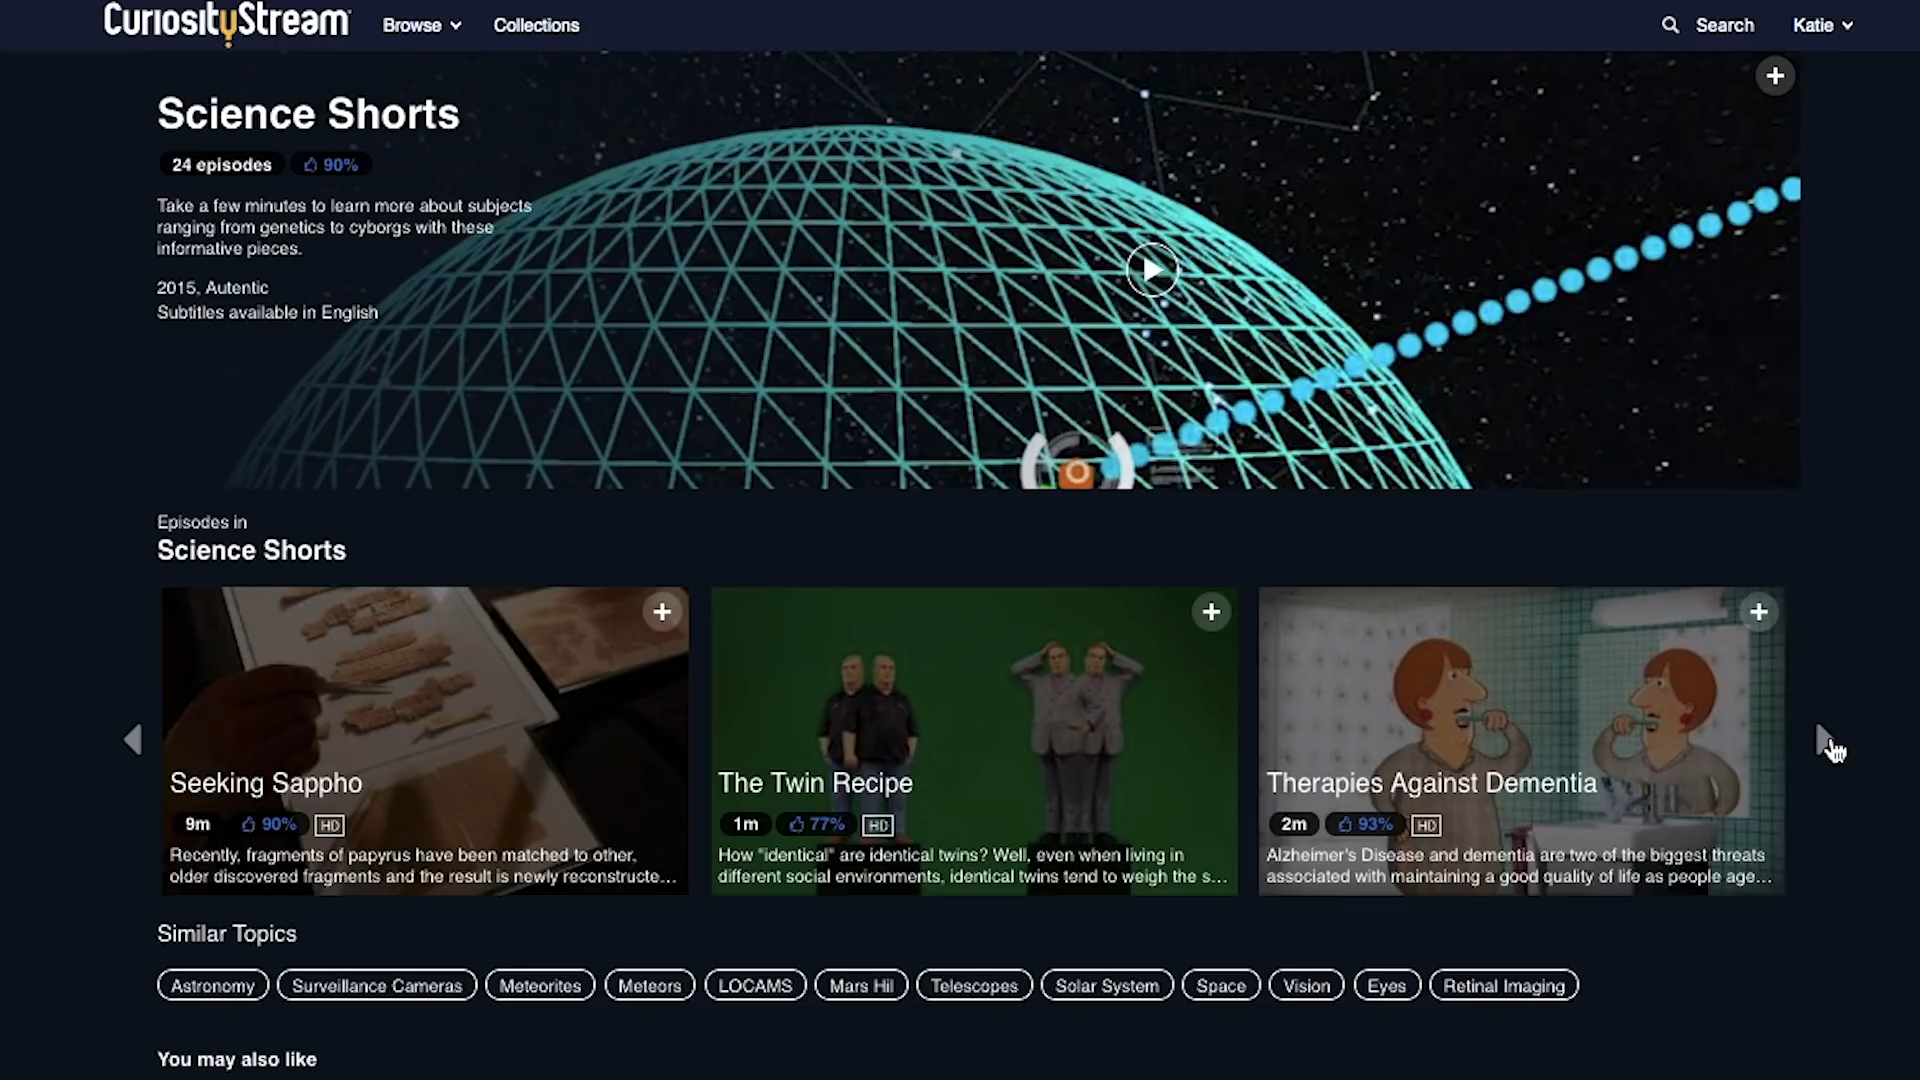 CuriosityStream Browse Collections Search Katie
Science Shorts
24 episodes 90%
Take a few minutes to learn more about subjects
ranging from genetics to cyborgs with these
informative pieces.
2015, Autentic
Subtitles available in English
Episodes in
Science Shorts
Seeking Sappho
9m 90% HD
Recently, fragments of papyrus have been matched to other,
older discovered fragments and the result is newly reconstructe...
The Twin Recipe
1m 77% HD
How "identical" are identical twins? Well, even when living in
different social environments, identical twins tend to weigh the s...
Therapies Against Dementia
2m 93% HD
Alzheimer's Disease and dementia are two of the biggest threats
associated with maintaining a good quality of life as people age...
Similar Topics
Astronomy Surveillance Cameras Meteorites Meteors LOCAMS Mars Hil Telescopes Solar System Space Vision Eyes Retinal Imaging
You may also like